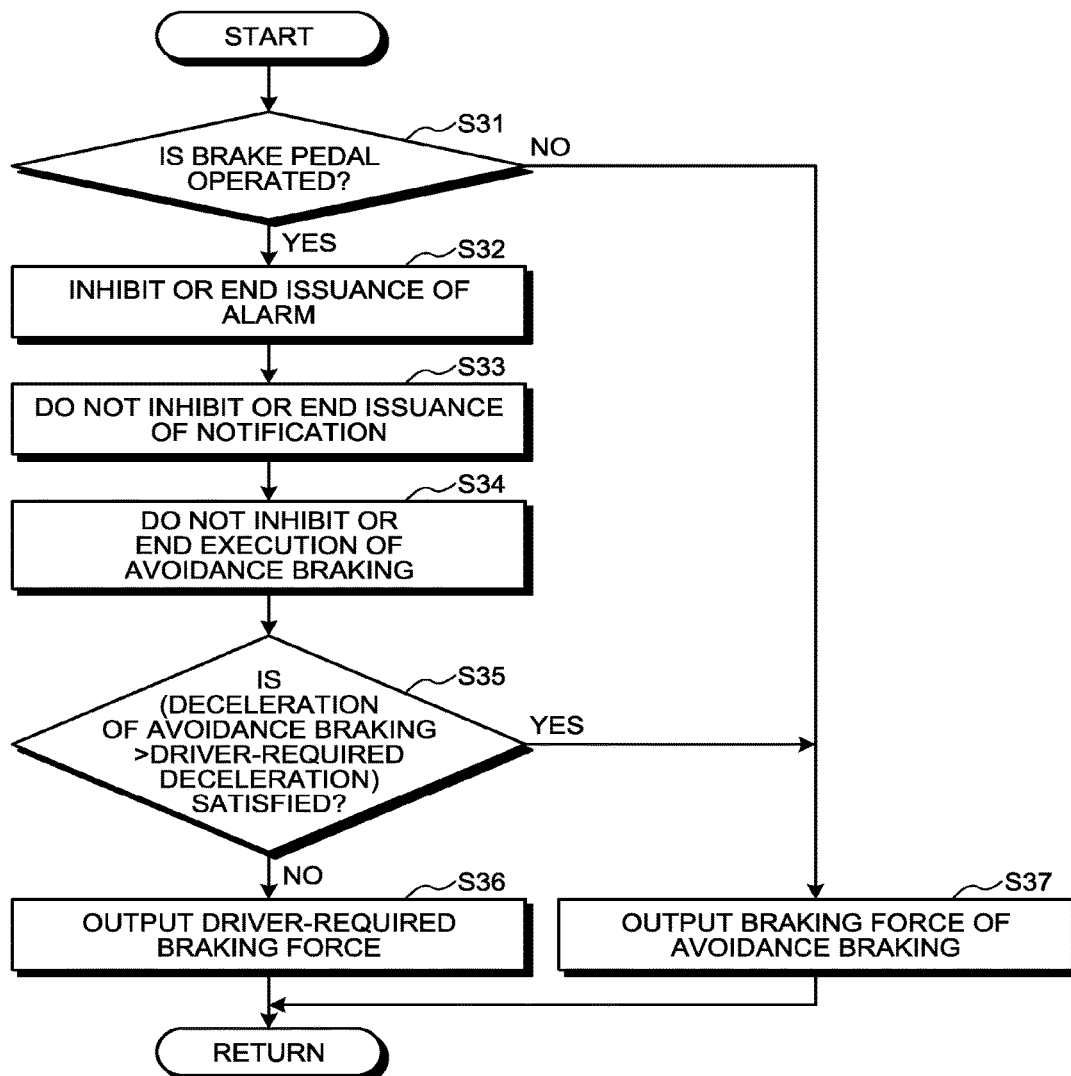 START
S31
IS BRAKE PEDAL
OPERATED?
NO
YES
S32
INHIBIT OR END ISSUANCE OF
ALARM
S33
DO NOT INHIBIT OR END ISSUANCE
OF NOTIFICATION
S34
DO NOT INHIBIT OR
END EXECUTION OF
AVOIDANCE BRAKING
S35
IS
(DECELERATION
OF AVOIDANCE BRAKING
>DRIVER-REQUIRED
DECELERATION)
SATISFIED?
YES
NO
S36
OUTPUT DRIVER-REQUIRED
BRAKING FORCE
S37
OUTPUT BRAKING FORCE OF
AVOIDANCE BRAKING
RETURN